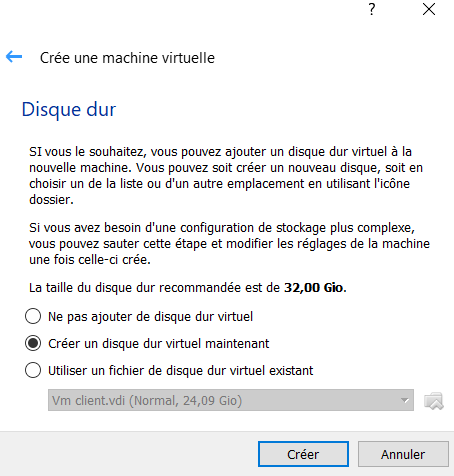 ?
Crée une machine virtuelle
Disque dur
SI vous le souhaitez, vous pouvez ajouter un disque dur virtuel à la
nouvelle machine. Vous pouvez soit créer un nouveau disque, soit en
choisir un de la liste ou d'un autre emplacement en utilisant l'icône
dossier.
Si vous avez besoin d'une configuration de stockage plus complexe,
vous pouvez sauter cette étape et modifier les réglages de la machine
une fois celle-ci crée.
La taille du disque dur recommandée est de 32,00 Gio.
Ne pas ajouter de disque dur virtuel
Créer un disque dur virtuel maintenant
Utiliser un fichier de disque dur virtuel existant
Vm client.vdi (Normal, 24,09 Gio)
Créer Annuler